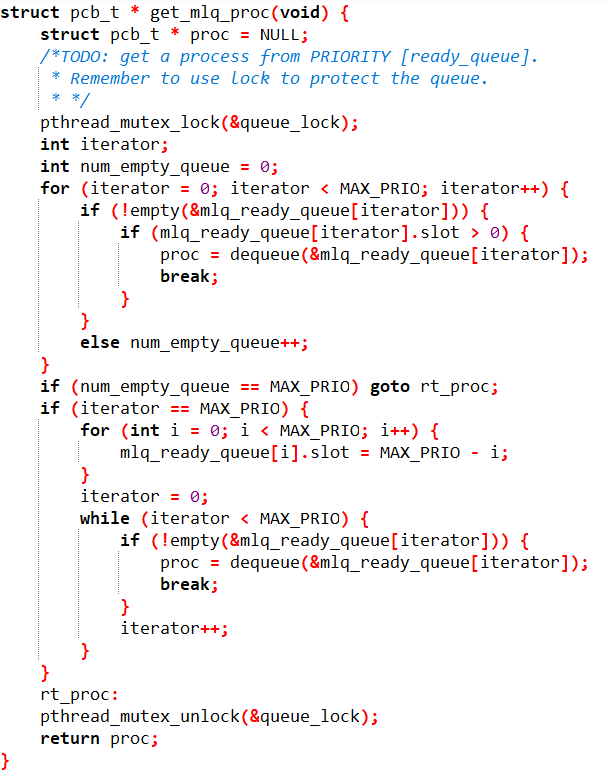 struct pcb_t * get_mlq_proc(void) {
    struct pcb_t * proc = NULL;
    /*TODO: get a process from PRIORITY [ready_queue].
     * Remember to use lock to protect the queue.
     * */
    pthread_mutex_lock(&queue_lock);
    int iterator;
    int num_empty_queue = 0;
    for (iterator = 0; iterator < MAX_PRIO; iterator++) {
        if (!empty(&mlq_ready_queue[iterator])) {
            if (mlq_ready_queue[iterator].slot > 0) {
                proc = dequeue(&mlq_ready_queue[iterator]);
                break;
            }
        }
        else num_empty_queue++;
    }
    if (num_empty_queue == MAX_PRIO) goto rt_proc;
    if (iterator == MAX_PRIO) {
        for (int i = 0; i < MAX_PRIO; i++) {
            mlq_ready_queue[i].slot = MAX_PRIO - i;
        }
        iterator = 0;
        while (iterator < MAX_PRIO) {
            if (!empty(&mlq_ready_queue[iterator])) {
                proc = dequeue(&mlq_ready_queue[iterator]);
                break;
            }
            iterator++;
        }
    }
    rt_proc:
    pthread_mutex_unlock(&queue_lock);
    return proc;
}